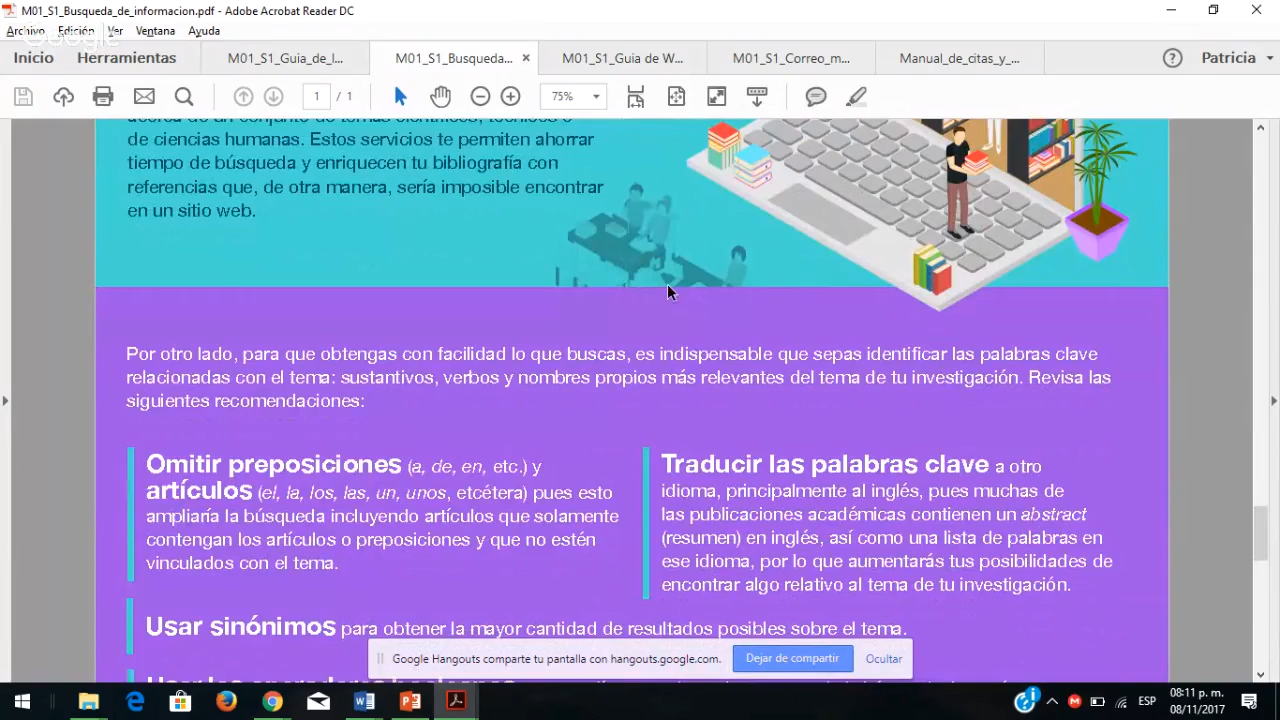 M01_S1_Busqueda_de_informacion.pdf - Adobe Acrobat Reader DC
Archivo Edición Ver Ventana Ayuda
Google
Inicio Herramientas M01_S1_Guia_de_I... M01_S1_Busqueda... × M01_S1_Guia de W... M01_S1_Correo_m... Manual_de_citas_y_... Patricia
1 / 1 75%
acerca de un conjunto de temas científicos, técnicos o
de ciencias humanas. Estos servicios te permiten ahorrar
tiempo de búsqueda y enriquecen tu bibliografía con
referencias que, de otra manera, sería imposible encontrar
en un sitio web.
Por otro lado, para que obtengas con facilidad lo que buscas, es indispensable que sepas identificar las palabras clave
relacionadas con el tema: sustantivos, verbos y nombres propios más relevantes del tema de tu investigación. Revisa las
siguientes recomendaciones:
Omitir preposiciones (a, de, en, etc.) y
artículos (el, la, los, las, un, unos, etcétera) pues esto
ampliaría la búsqueda incluyendo artículos que solamente
contengan los artículos o preposiciones y que no estén
vinculados con el tema.
Traducir las palabras clave a otro
idioma, principalmente al inglés, pues muchas de
las publicaciones académicas contienen un abstract
(resumen) en inglés, así como una lista de palabras en
ese idioma, por lo que aumentarás tus posibilidades de
encontrar algo relativo al tema de tu investigación.
Usar sinónimos para obtener la mayor cantidad de resultados posibles sobre el tema.
Google Hangouts comparte tu pantalla con hangouts.google.com. Dejar de compartir Ocultar
ESP
08:11 p. m.
08/11/2017